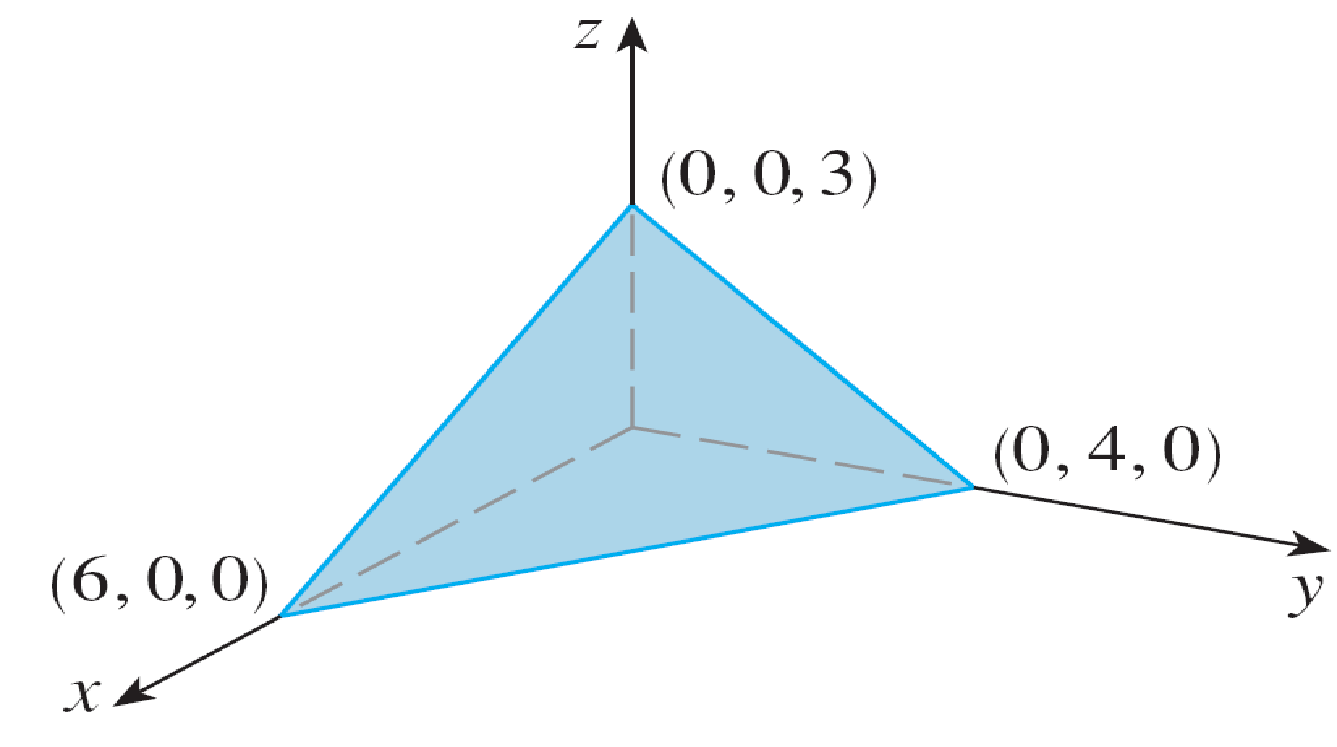 z
(0, 0, 3)
(0, 4, 0)
(6, 0, 0)
y
x